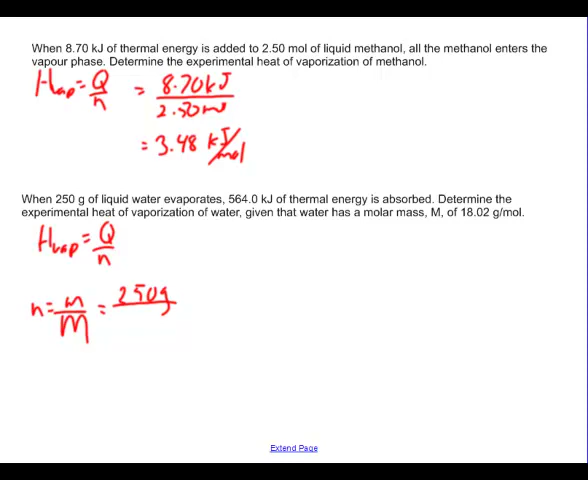 When 8.70 kJ of thermal energy is added to 2.50 mol of liquid methanol, all the methanol enters the
vapour phase. Determine the experimental heat of vaporization of methanol.
Hvap = Q/n = 8.70kJ/2.50mol
= 3.48 kJ/mol
When 250 g of liquid water evaporates, 564.0 kJ of thermal energy is absorbed. Determine the
experimental heat of vaporization of water, given that water has a molar mass, M, of 18.02 g/mol.
Hvap = Q/n
n = m/M = 250g
Extend Page